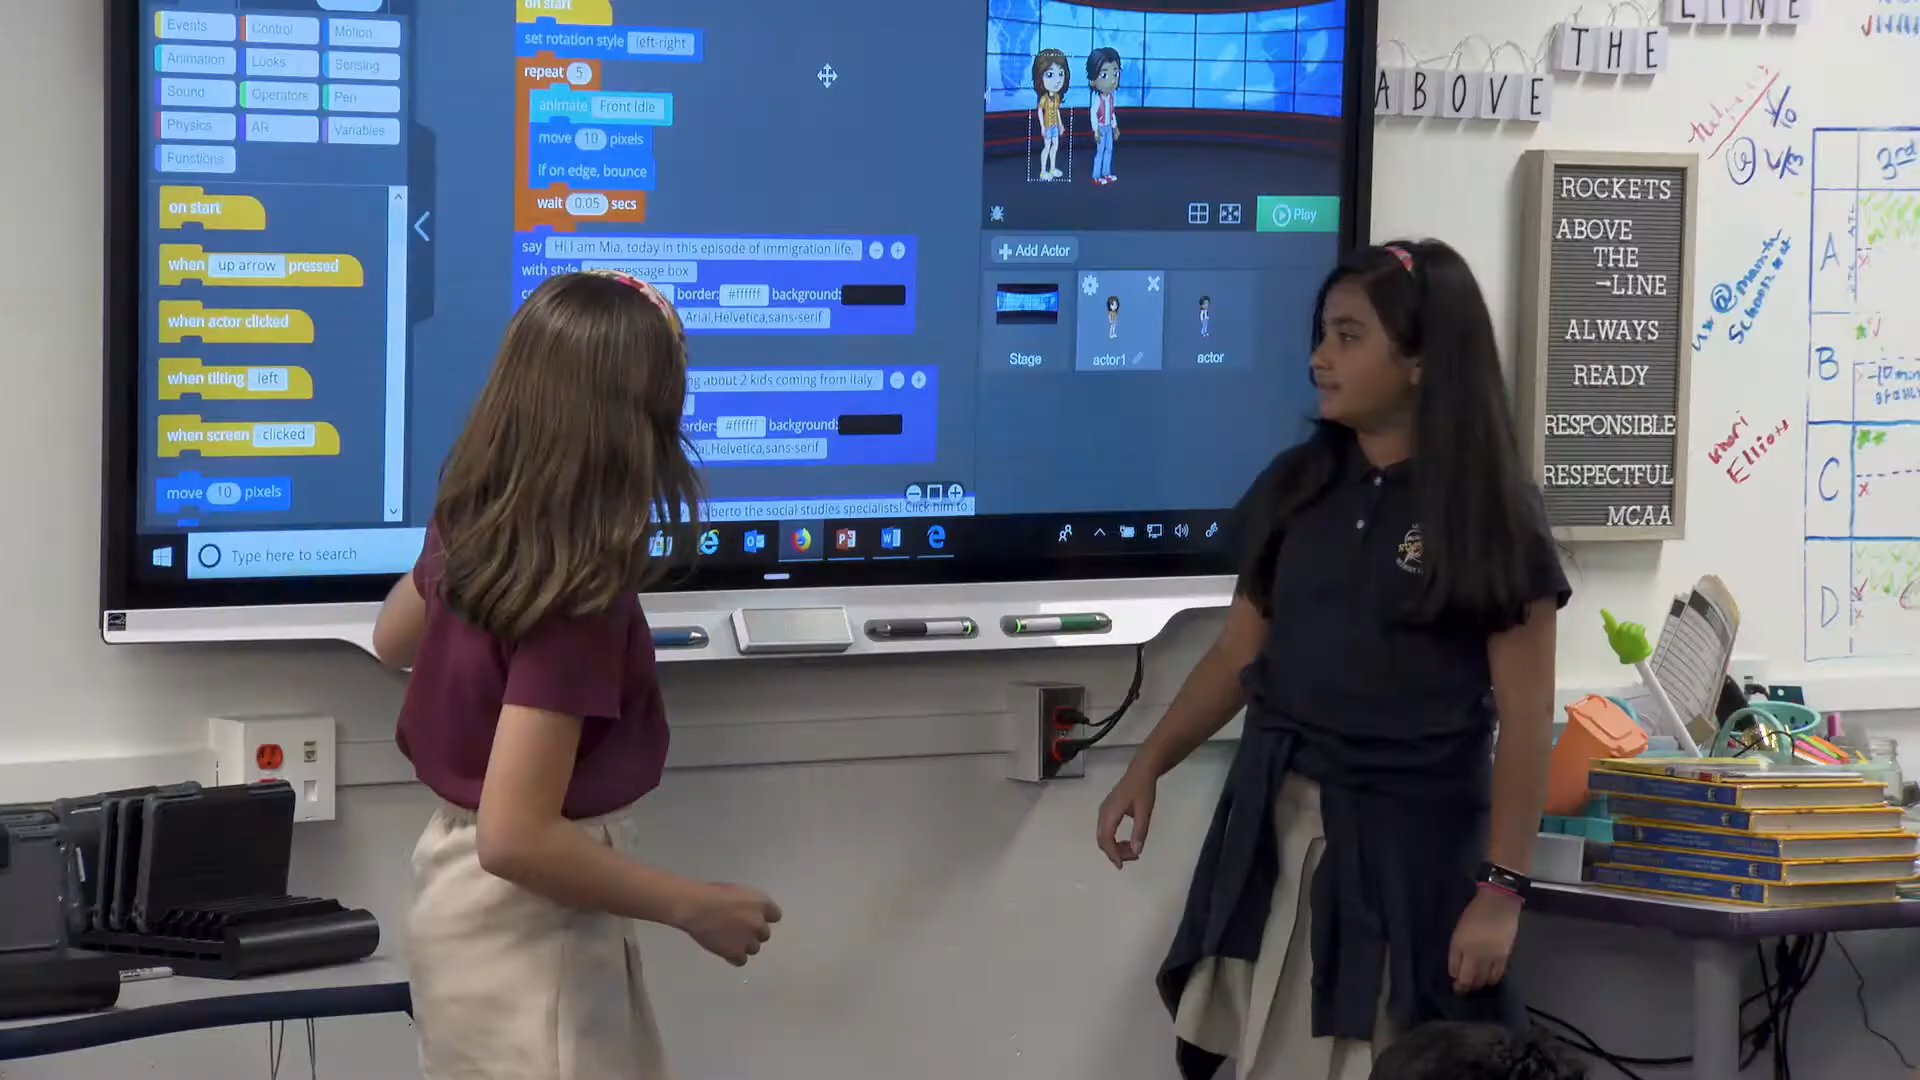 Events Control Motion
Animation Looks Sensing
Sound Operators Pen
Physics AR Variables
Functions
on start
when up arrow pressed
when actor clicked
when tilting left
when screen clicked
move 10 pixels
on start
set rotation style left-right
repeat 5
animate Front Idle
move 10 pixels
if on edge, bounce
wait 0.05 secs
say Hi I am Mia, today in this episode of immigration life,
with style message box
border: #ffffff background:
Arial,Helvetica,sans-serif
about 2 kids coming from Italy
#ffffff background:
Arial,Helvetica,sans-serif
the social studies specialists! Click him to
Play
Add Actor
Stage actor1 actor
Type here to search
LINE
THE
ABOVE
ROCKETS
ABOVE
THE
→LINE
ALWAYS
READY
RESPONSIBLE
RESPECTFUL
MCAA
3rd
A
B
C
D
Elliott